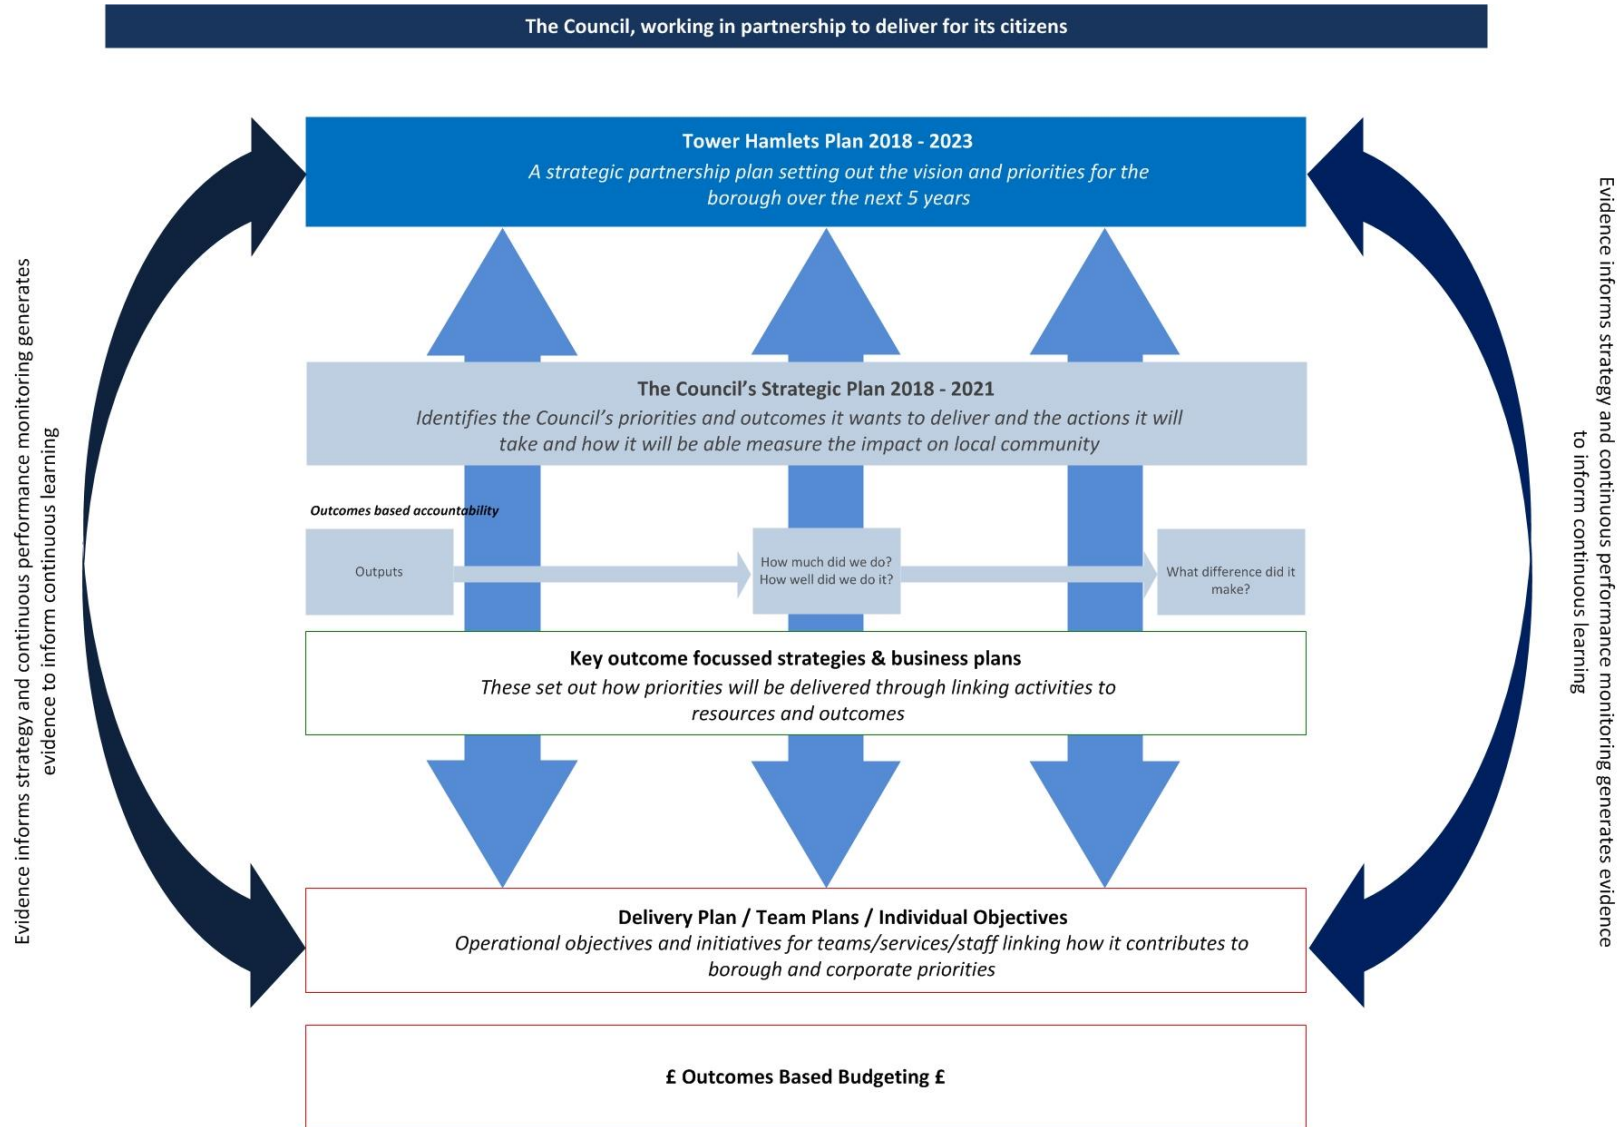 The Council, working in partnership to deliver for its citizens
Tower Hamlets Plan 2018 - 2023
A strategic partnership plan setting out the vision and priorities for the
borough over the next 5 years
The Council’s Strategic Plan 2018 - 2021
Identifies the Council’s priorities and outcomes it wants to deliver and the actions it will
take and how it will be able measure the impact on local community
Outcomes based accountability
Outputs
How much did we do?
How well did we do it?
What difference did it
make?
Key outcome focussed strategies & business plans
These set out how priorities will be delivered through linking activities to
resources and outcomes
Delivery Plan / Team Plans / Individual Objectives
Operational objectives and initiatives for teams/services/staff linking how it contributes to
borough and corporate priorities
£ Outcomes Based Budgeting £
Evidence informs strategy and continuous performance monitoring generates
evidence to inform continuous learning
Evidence informs strategy and continuous performance monitoring generates evidence
to inform continuous learning